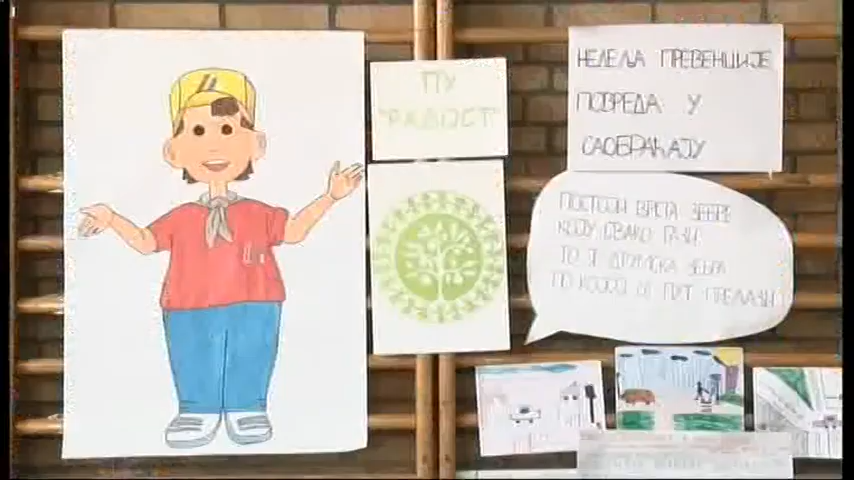 ПУ
"РАДОСТ"
НЕДЕЉА ПРЕВЕНЦИЈЕ
ПОВРЕДА У
САОБРАЋАЈУ
ПОСТОЈИ ВРСТА ЗЕБРЕ
КОЈУ СВАКО ГАЗИ
ТО ЈЕ ДРУМСКА ЗЕБРА
ПО КОЈОЈ СЕ ПУТ ПРЕЛАЗИ